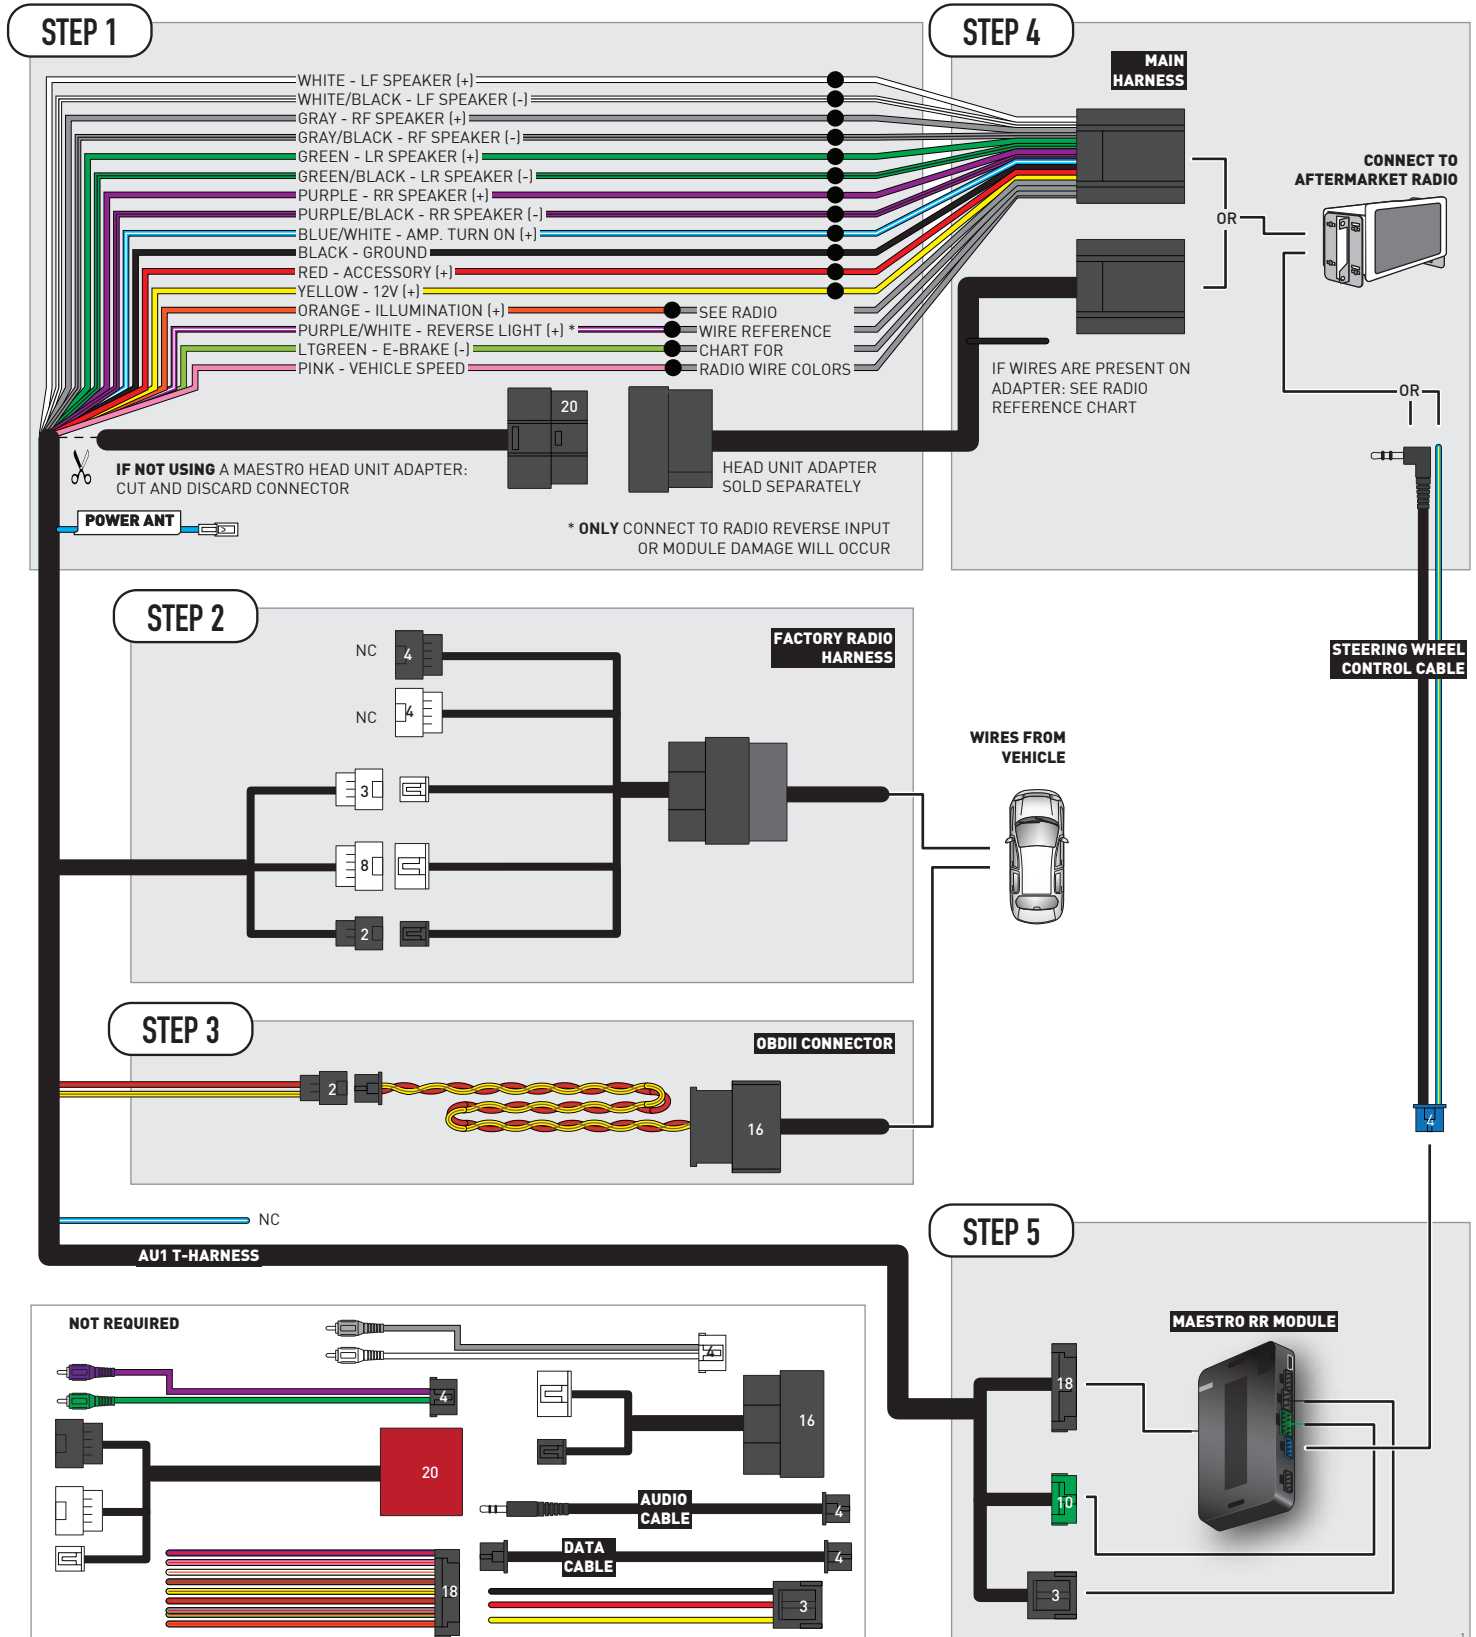 STEP 1
WHITE - LF SPEAKER (+)
WHITE/BLACK - LF SPEAKER (-)
GRAY - RF SPEAKER (+)
GRAY/BLACK - RF SPEAKER (-)
GREEN - LR SPEAKER (+)
GREEN/BLACK - LR SPEAKER (-)
PURPLE - RR SPEAKER (+)
PURPLE/BLACK - RR SPEAKER (-)
BLUE/WHITE - AMP. TURN ON (+)
BLACK - GROUND
RED - ACCESSORY (+)
YELLOW - 12V (+)
ORANGE - ILLUMINATION (+)
PURPLE/WHITE - REVERSE LIGHT (+) *
LTGREEN - E-BRAKE (-)
PINK - VEHICLE SPEED
SEE RADIO
WIRE REFERENCE
CHART FOR
RADIO WIRE COLORS
20
IF NOT USING A MAESTRO HEAD UNIT ADAPTER:
CUT AND DISCARD CONNECTOR
HEAD UNIT ADAPTER
SOLD SEPARATELY
POWER ANT
* ONLY CONNECT TO RADIO REVERSE INPUT
OR MODULE DAMAGE WILL OCCUR
STEP 4
MAIN
HARNESS
CONNECT TO
AFTERMARKET RADIO
OR
IF WIRES ARE PRESENT ON
ADAPTER: SEE RADIO
REFERENCE CHART
OR
STEERING WHEEL
CONTROL CABLE
4
STEP 2
FACTORY RADIO
HARNESS
NC
4
NC
4
3
8
2
WIRES FROM
VEHICLE
STEP 3
OBDII CONNECTOR
2
16
NC
AU1 T-HARNESS
STEP 5
MAESTRO RR MODULE
18
10
3
1
NOT REQUIRED
4
4
16
20
AUDIO
CABLE
4
DATA
CABLE
4
18
3